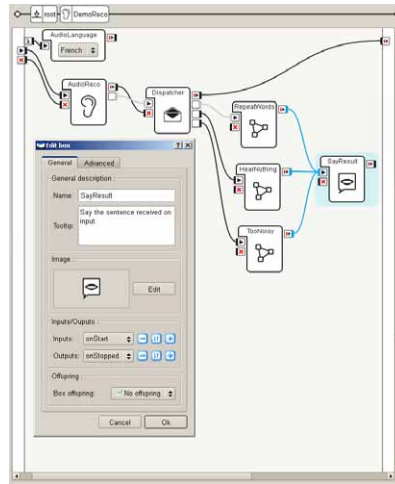 root DemoReco
AudioLanguage
French
AudioReco
Dispatcher
RepeatWords
HearNothing
SayResult
TooNoisy
Edit box
General Advanced
General description :
Name: SayResult
Tooltip: Say the sentence received on
input
Image :
Edit
Inputs/Ouputs :
Inputs: onStart
Outputs: onStopped
Offspring :
Box offspring: No offspring
Cancel Ok